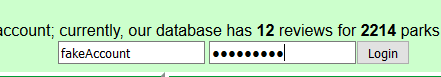 account; currently, our database has 12 reviews for 2214 parks
fakeAccount ●●●●●●●●● Login